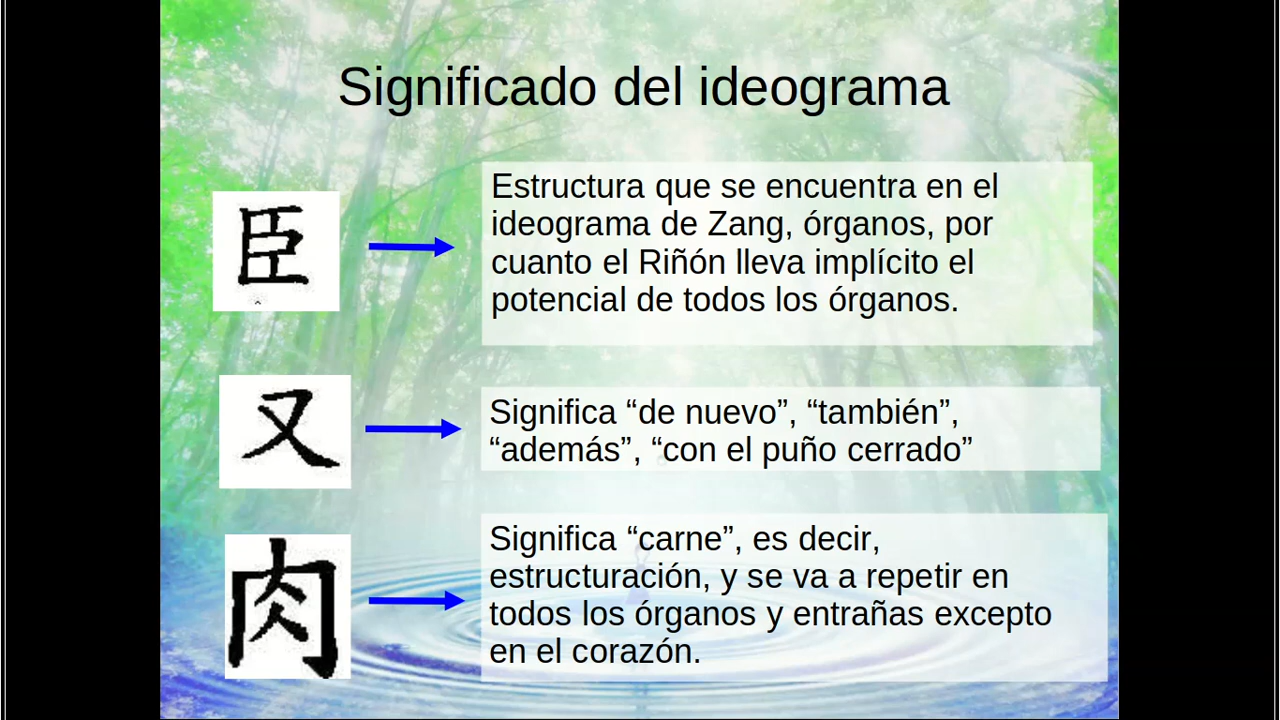 Significado del ideograma
臣
Estructura que se encuentra en el
ideograma de Zang, órganos, por
cuanto el Riñón lleva implícito el
potencial de todos los órganos.
又
Significa “de nuevo”, “también”,
“además”, “con el puño cerrado”
肉
Significa “carne”, es decir,
estructuración, y se va a repetir en
todos los órganos y entrañas excepto
en el corazón.